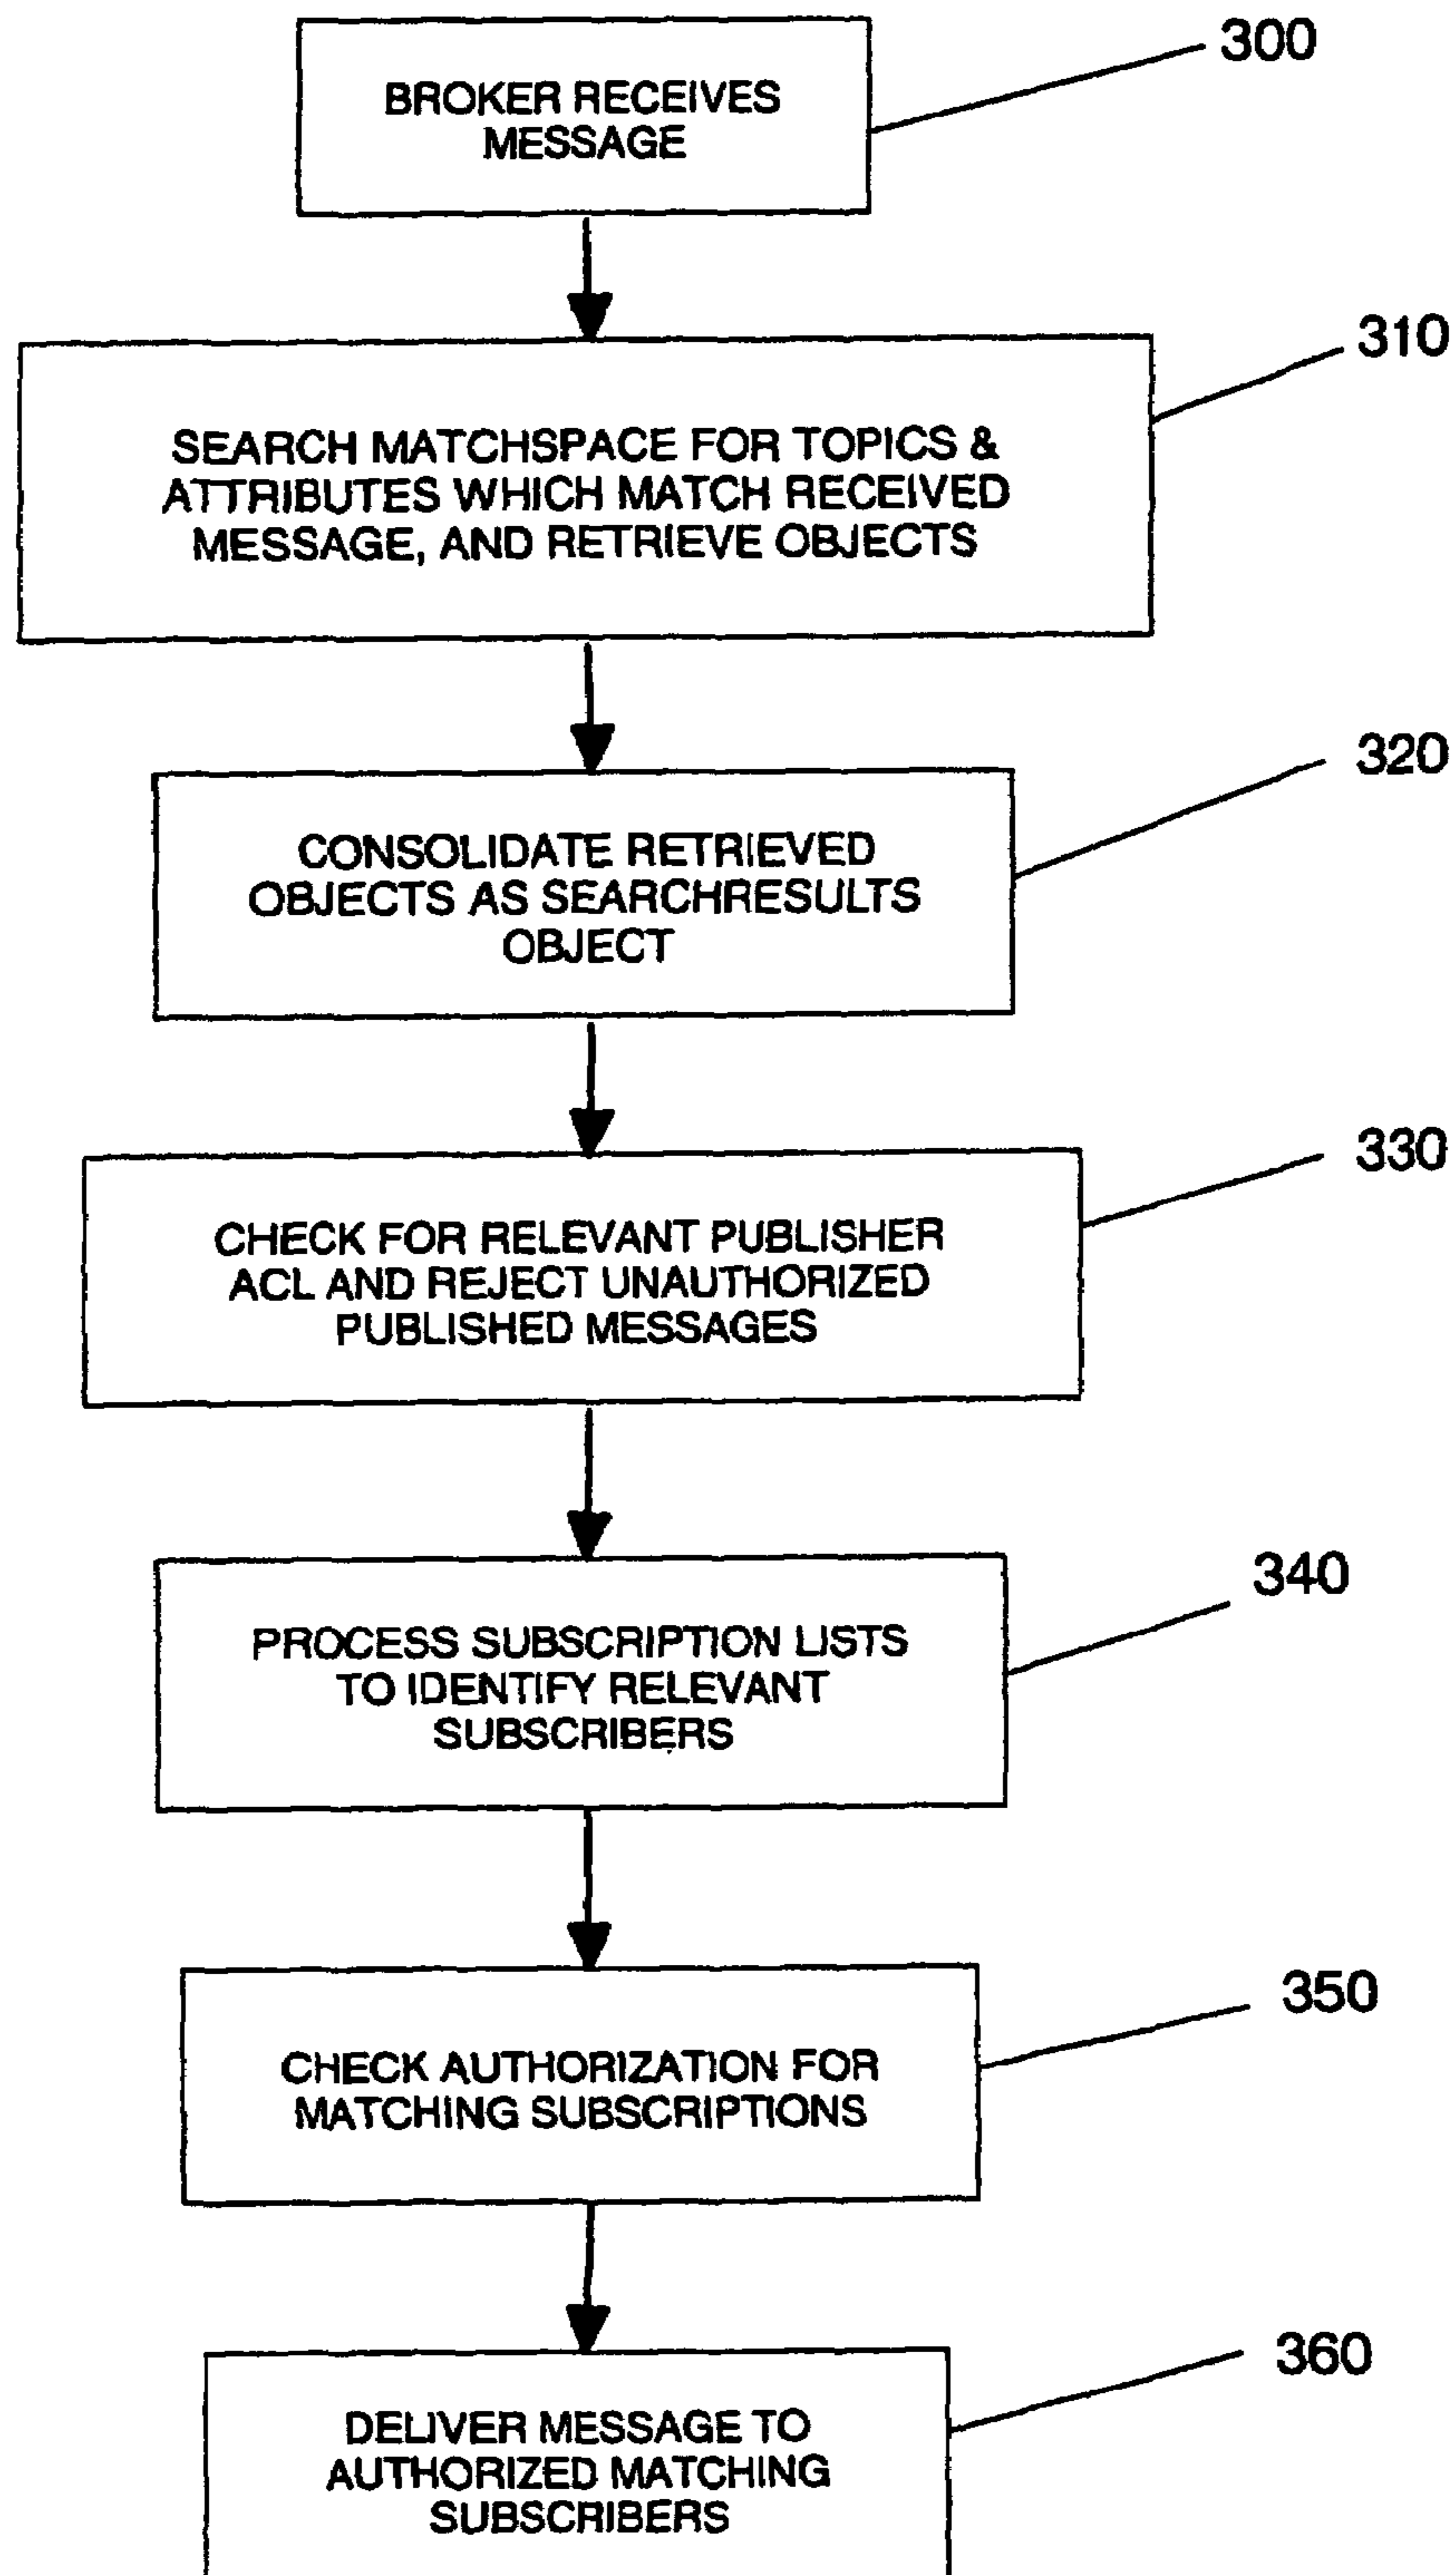 BROKER RECEIVES
MESSAGE
300
SEARCH MATCHSPACE FOR TOPICS &
ATTRIBUTES WHICH MATCH RECEIVED
MESSAGE, AND RETRIEVE OBJECTS
310
CONSOLIDATE RETRIEVED
OBJECTS AS SEARCHRESULTS
OBJECT
320
CHECK FOR RELEVANT PUBLISHER
ACL AND REJECT UNAUTHORIZED
PUBLISHED MESSAGES
330
PROCESS SUBSCRIPTION LISTS
TO IDENTIFY RELEVANT
SUBSCRIBERS
340
CHECK AUTHORIZATION FOR
MATCHING SUBSCRIPTIONS
350
DELIVER MESSAGE TO
AUTHORIZED MATCHING
SUBSCRIBERS
360